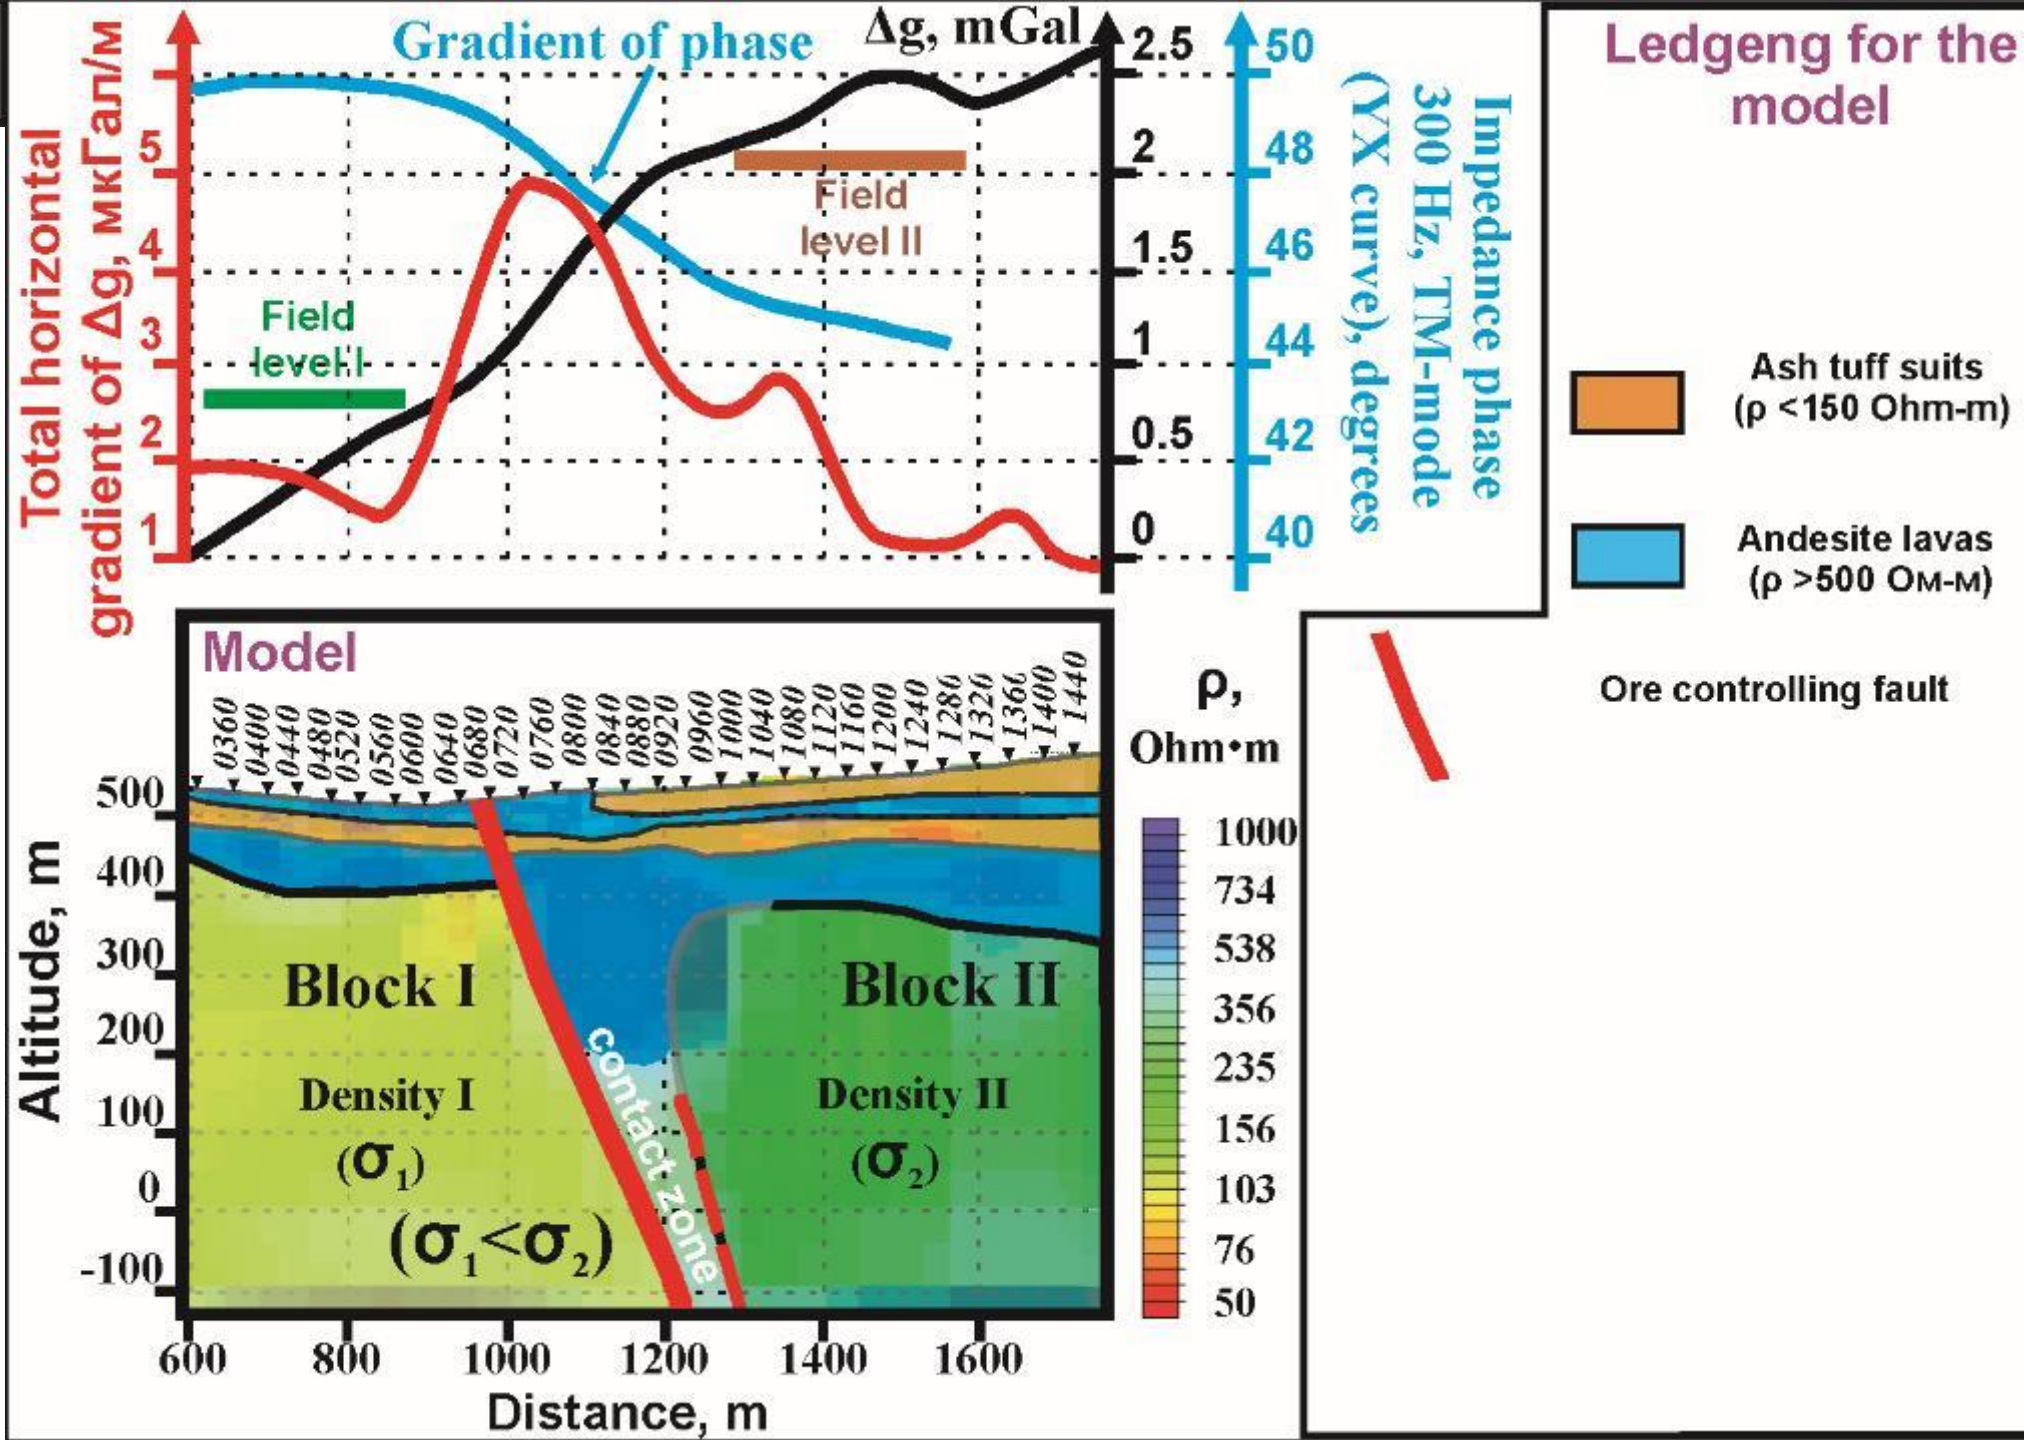 Total horizontal
gradient of Δg, мкГал/м
5
4
3
2
1
Gradient of phase
Δg, mGal
Field
level I
Field
level II
2.5
2
1.5
1
0.5
0
50
48
46
44
42
40
Impedance phase
300 Hz, TM-mode
(YX curve), degrees
Ledgeng for the
model
Ash tuff suits
(ρ <150 Ohm-m)
Andesite lavas
(ρ >500 Ом-м)
Ore controlling fault
Model
0360
0400
0440
0480
0520
0560
0600
0640
0680
0720
0760
0800
0840
0880
0920
0960
1000
1040
1080
1120
1160
1200
1240
1280
1320
1360
1400
1440
Altitude, m
500
400
300
200
100
0
-100
Block I
Density I
(σ₁)
(σ₁<σ₂)
contact zone
Block II
Density II
(σ₂)
600
800
1000
1200
1400
1600
Distance, m
ρ,
Ohm•m
1000
734
538
356
235
156
103
76
50